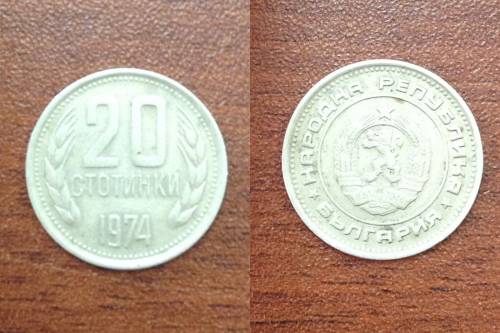 20
СТОТИНКИ
1974
НАРОДНА РЕПУБЛИКА
БЪЛГАРИЯ